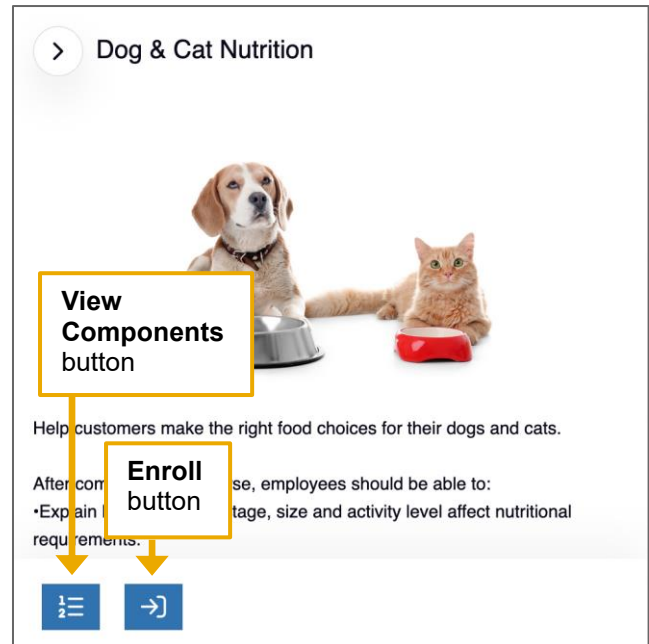 Dog & Cat Nutrition
View
Components
button
Help customers make the right food choices for their dogs and cats.
Enroll
button
After com se, employees should be able to:
•Explain tage, size and activity level affect nutritional
requirements.